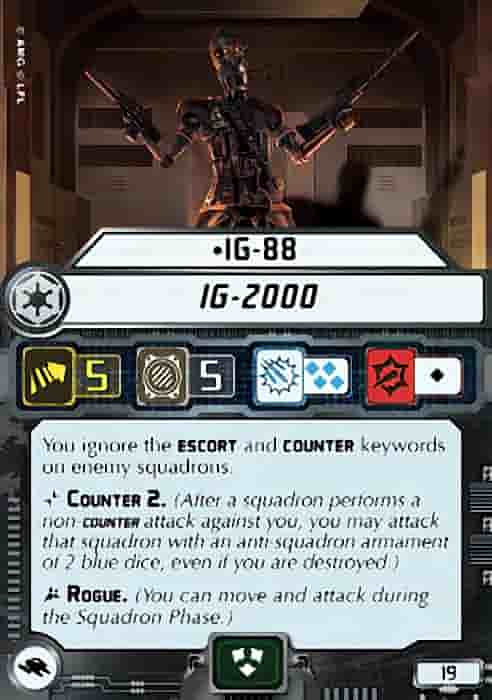 © AMG © LFL
•IG-88
IG-2000
5 5
You ignore the ESCORT and COUNTER keywords
on enemy squadrons.
COUNTER 2. (After a squadron performs a
non-COUNTER attack against you, you may attack
that squadron with an anti-squadron armament
of 2 blue dice, even if you are destroyed.)
ROGUE. (You can move and attack during
the Squadron Phase.)
19